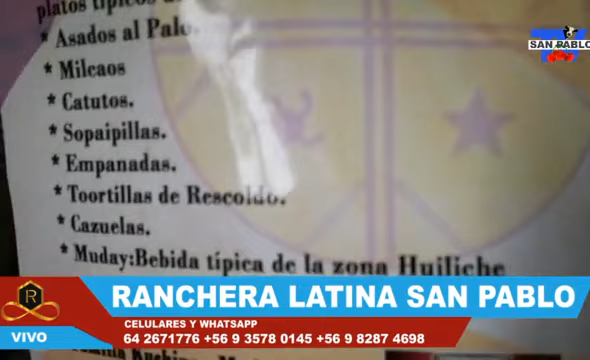 platos típicos
* Asados al Palo.
* Milcaos
* Catutos.
* Sopaipillas.
* Empanadas.
* Toortillas de Rescoldo.
* Cazuelas.
* Muday:Bebida típica de la zona Huiliche
SAN PABLO
R
RANCHERA LATINA SAN PABLO
CELULARES Y WHATSAPP
VIVO
64 2671776 +56 9 3578 0145 +56 9 8287 4698